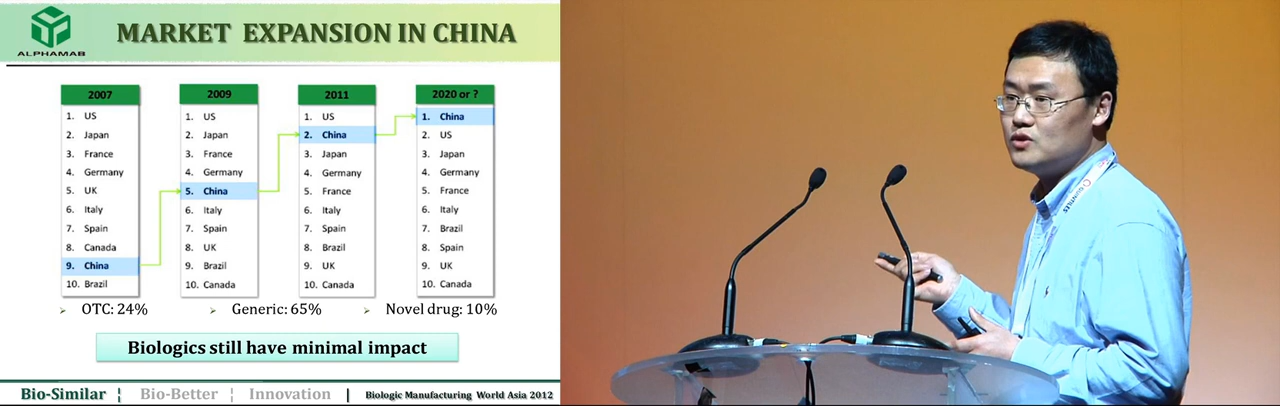 ALPHAMAB
MARKET EXPANSION IN CHINA
2007
1. US
2. Japan
3. France
4. Germany
5. UK
6. Italy
7. Spain
8. Canada
9. China
10. Brazil
2009
1. US
2. Japan
3. France
4. Germany
5. China
6. Italy
7. Spain
8. UK
9. Brazil
10. Canada
2011
1. US
2. China
3. Japan
4. Germany
5. France
6. Italy
7. Spain
8. Brazil
9. UK
10. Canada
2020 or ?
1. China
2. US
3. Japan
4. Germany
5. France
6. Italy
7. Brazil
8. Spain
9. UK
10. Canada
➢ OTC: 24%
➢ Generic: 65%
➢ Novel drug: 10%
Biologics still have minimal impact
Bio-Similar ¦ Bio-Better ¦ Innovation | Biologic Manufacturing World Asia 2012
QUINTILES